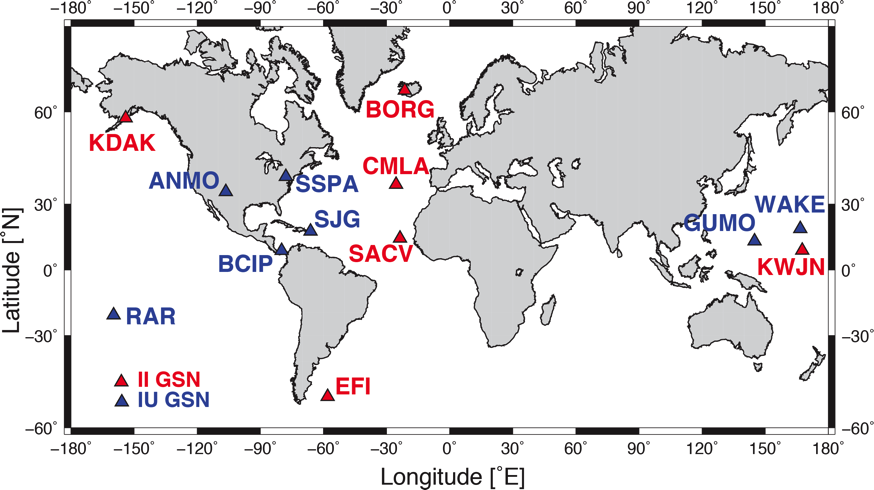 −180° −150° −120° −90° −60° −30° 0° 30° 60° 90° 120° 150° 180°
60° 60°
BORG
KDAK
CMLA
ANMO SSPA
30° 30°
WAKE
SJG GUMO
SACV
BCIP KWJN
0° 0°
RAR
−30° −30°
II GSN EFI
IU GSN
−60° −60°
−180° −150° −120° −90° −60° −30° 0° 30° 60° 90° 120° 150° 180°
Latitude [°N]
Longitude [°E]